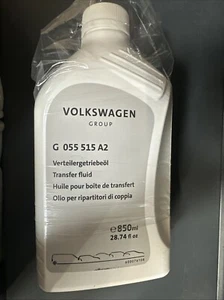 VOLKSWAGEN
GROUP
G 055 515 A2
Verteilergetriebeöl
Transfer fluid
Huile pour boîte de transfert
Olio per ripartitori di coppia
℮850ml
28.74 fl oz